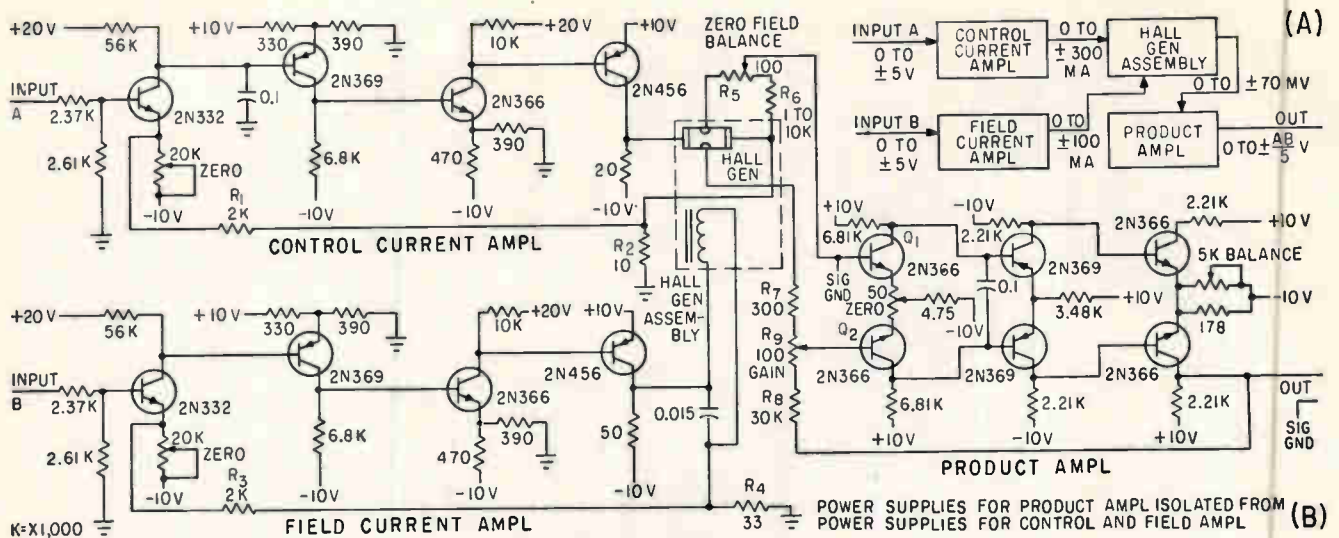 +20V
56K
+10V
330
390
10K
+20V
+10V
ZERO FIELD
BALANCE
100
R5
R6
1 TO
10K
INPUT
A
2.37K
2N332
0.1
2N369
2N366
2N456
2.61K
20K
ZERO
-10V
6.8K
-10V
470
390
-10V
20
-10V
HALL
GEN
R1
2K
CONTROL CURRENT AMPL
R2
10
HALL
GEN
ASSEM-
BLY
+20V
56K
+10V
330
390
10K
+20V
+10V
INPUT
B
2.37K
2N332
2N369
2N366
2N456
2.61K
20K
ZERO
-10V
6.8K
-10V
470
390
-10V
50
-10V
0.015
R3
2K
R4
33
FIELD CURRENT AMPL
K=X1,000
INPUT A
0 TO
±5V
CONTROL
CURRENT
AMPL
0 TO
±300
MA
HALL
GEN
ASSEMBLY
(A)
0 TO ±70 MV
INPUT B
0 TO
±5V
FIELD
CURRENT
AMPL
0 TO
±100
MA
PRODUCT
AMPL
OUT
0 TO ± AB/5 V
+10V
6.81K
Q1
2N366
-10V
2.21K
2N369
2N366
2.21K
+10V
5K BALANCE
SIG
GND
50
ZERO
4.75
-10V
0.1
3.48K
+10V
178
-10V
R7
300
R9
100
GAIN
R8
30K
Q2
2N366
2N369
2N366
6.81K
+10V
2.21K
-10V
2.21K
+10V
OUT
SIG
GND
PRODUCT AMPL
POWER SUPPLIES FOR PRODUCT AMPL ISOLATED FROM
POWER SUPPLIES FOR CONTROL AND FIELD AMPL
(B)